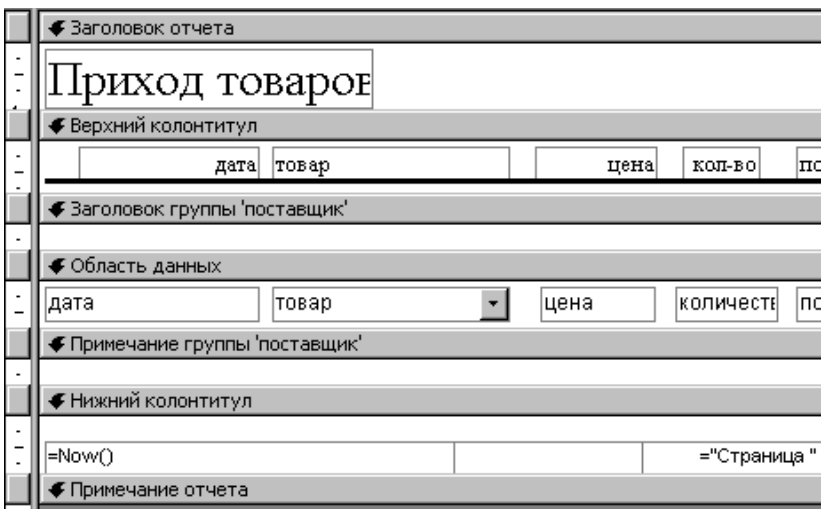 Заголовок отчета
Приход товаров
Верхний колонтитул
дата товар цена кол-во по
Заголовок группы 'поставщик'
Область данных
дата товар цена количеств по
Примечание группы 'поставщик'
Нижний колонтитул
=Now() ="Страница "
Примечание отчета